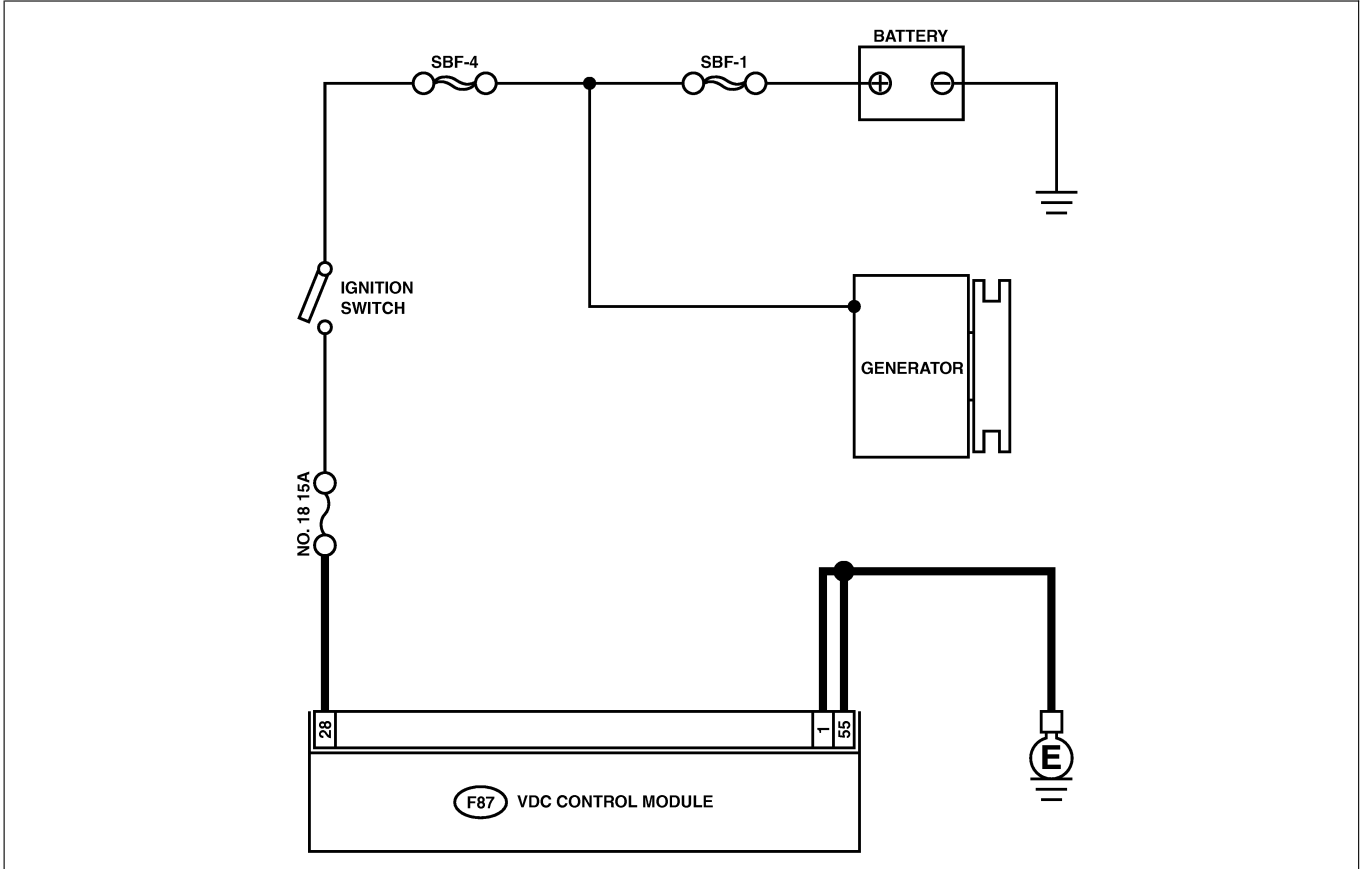 BATTERY
SBF-4
SBF-1
IGNITION
SWITCH
GENERATOR
NO. 18 15A
28
1
55
E
F87 VDC CONTROL MODULE